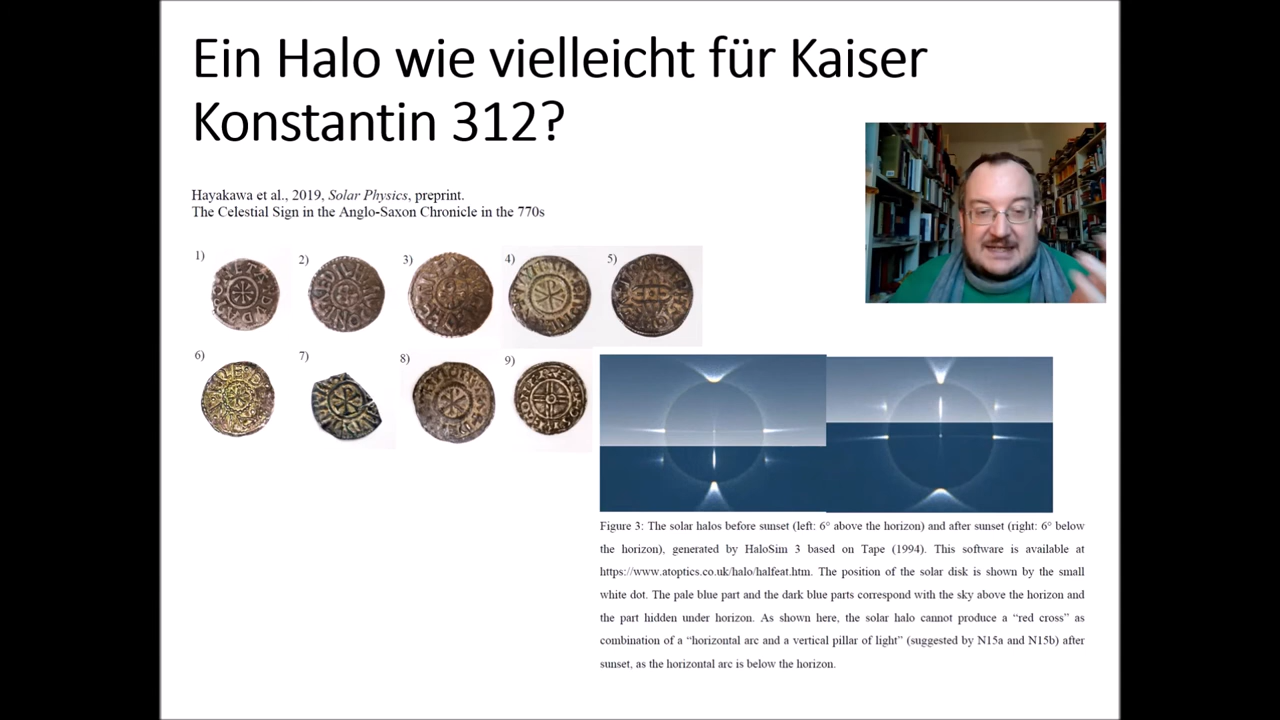 Ein Halo wie vielleicht für Kaiser
Konstantin 312?
Hayakawa et al., 2019, Solar Physics, preprint.
The Celestial Sign in the Anglo-Saxon Chronicle in the 770s
1)
2)
3)
4)
5)
6)
7)
8)
9)
Figure 3: The solar halos before sunset (left: 6° above the horizon) and after sunset (right: 6° below
the horizon), generated by HaloSim 3 based on Tape (1994). This software is available at
https://www.atoptics.co.uk/halo/halfeat.htm. The position of the solar disk is shown by the small
white dot. The pale blue part and the dark blue parts correspond with the sky above the horizon and
the part hidden under horizon. As shown here, the solar halo cannot produce a “red cross” as
combination of a “horizontal arc and a vertical pillar of light” (suggested by N15a and N15b) after
sunset, as the horizontal arc is below the horizon.